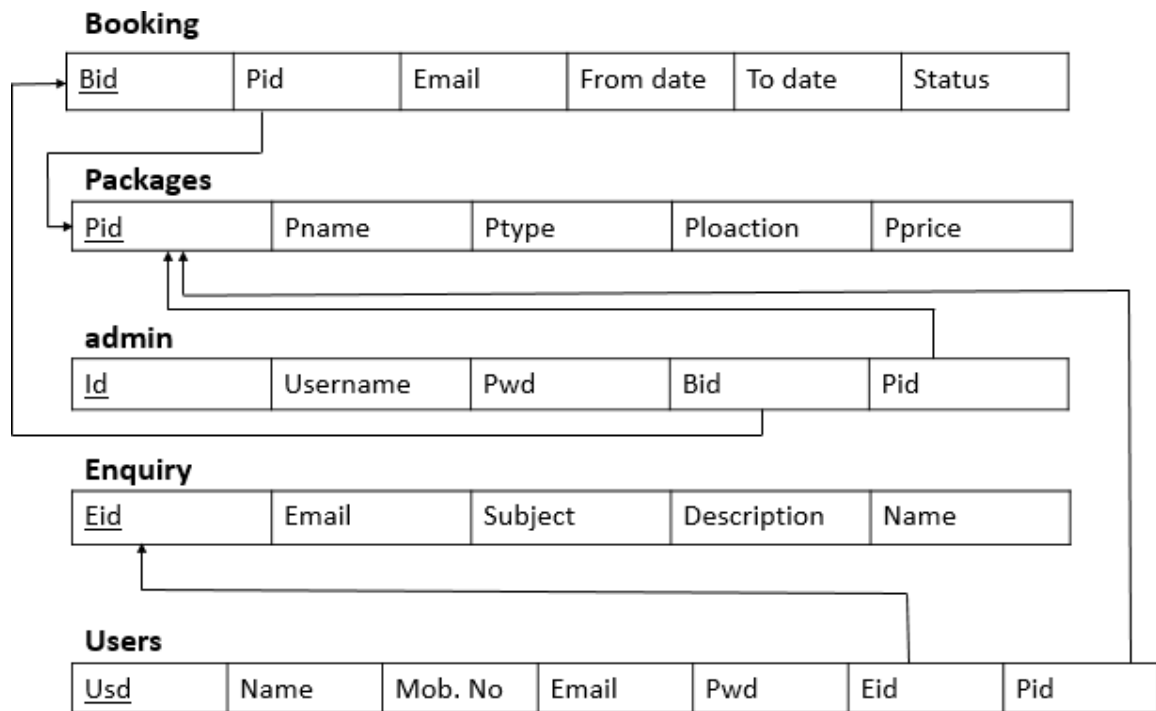 Booking
Bid Pid Email From date To date Status
Packages
Pid Pname Ptype Ploaction Pprice
admin
Id Username Pwd Bid Pid
Enquiry
Eid Email Subject Description Name
Users
Usd Name Mob. No Email Pwd Eid Pid